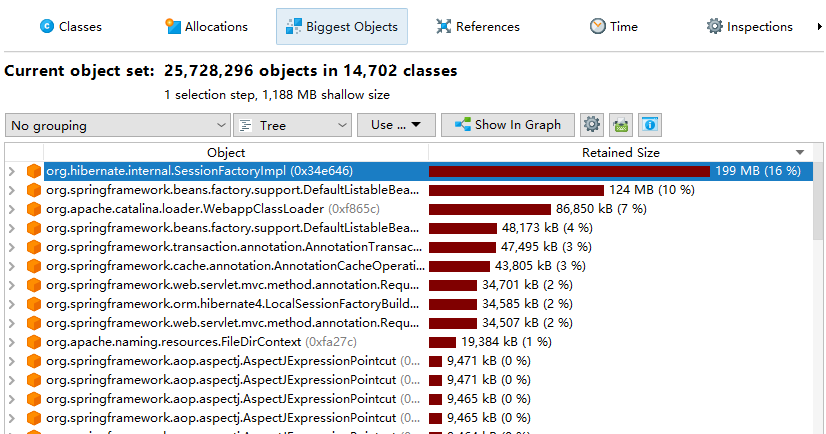 Classes Allocations Biggest Objects References Time Inspections
Current object set: 25,728,296 objects in 14,702 classes
1 selection step, 1,188 MB shallow size
No grouping Tree Use ... Show In Graph
Object Retained Size
org.hibernate.internal.SessionFactoryImpl (0x34e646) 199 MB (16 %)
org.springframework.beans.factory.support.DefaultListableBea... 124 MB (10 %)
org.apache.catalina.loader.WebappClassLoader (0xf865c) 86,850 kB (7 %)
org.springframework.beans.factory.support.DefaultListableBea... 48,173 kB (4 %)
org.springframework.transaction.annotation.AnnotationTransac... 47,495 kB (3 %)
org.springframework.cache.annotation.AnnotationCacheOperati... 43,805 kB (3 %)
org.springframework.web.servlet.mvc.method.annotation.Requ... 34,701 kB (2 %)
org.springframework.orm.hibernate4.LocalSessionFactoryBuild... 34,585 kB (2 %)
org.springframework.web.servlet.mvc.method.annotation.Requ... 34,507 kB (2 %)
org.apache.naming.resources.FileDirContext (0xfa27c) 19,384 kB (1 %)
org.springframework.aop.aspectj.AspectJExpressionPointcut (0... 9,471 kB (0 %)
org.springframework.aop.aspectj.AspectJExpressionPointcut (0... 9,471 kB (0 %)
org.springframework.aop.aspectj.AspectJExpressionPointcut (0... 9,465 kB (0 %)
org.springframework.aop.aspectj.AspectJExpressionPointcut (0... 9,465 kB (0 %)